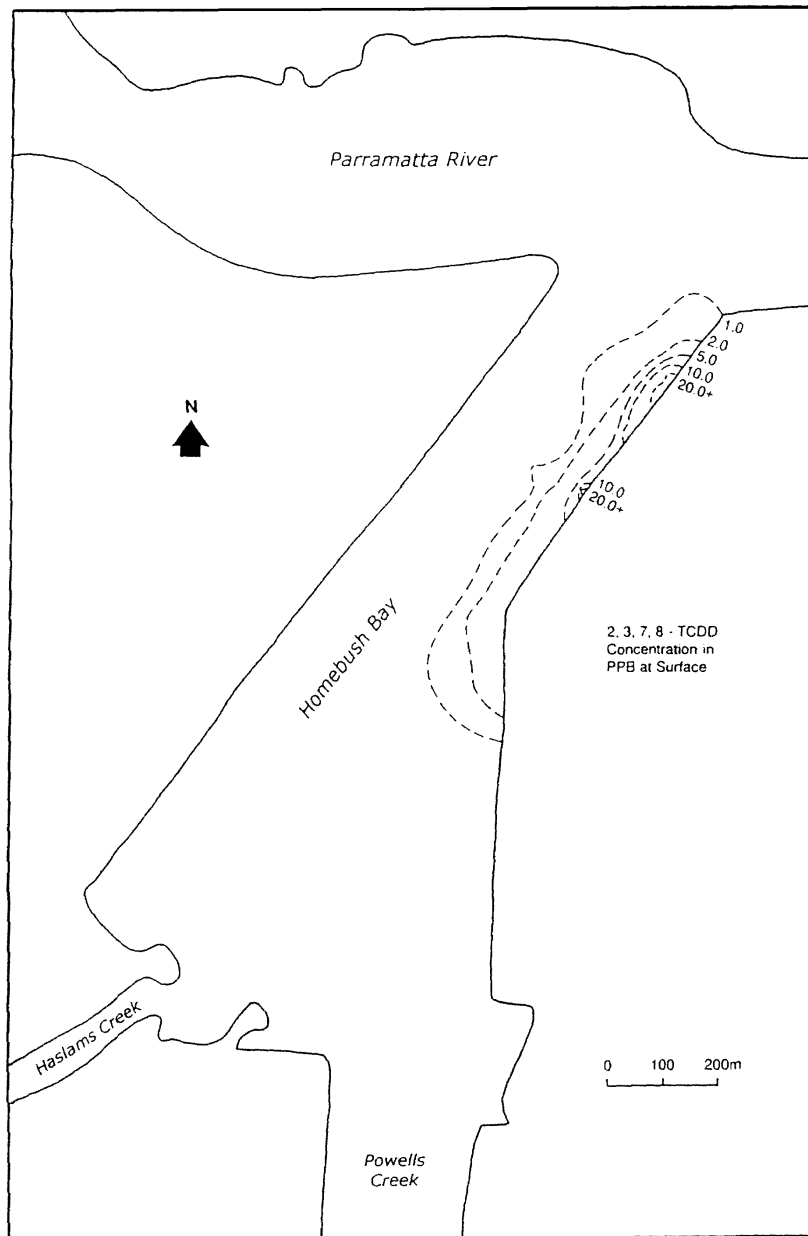 Parramatta River
1.0
2.0
5.0
10.0
20.0+
N
10.0
20.0+
Homebush Bay
2, 3, 7, 8 - TCDD
Concentration in
PPB at Surface
Haslams Creek
0 100 200m
Powells
Creek